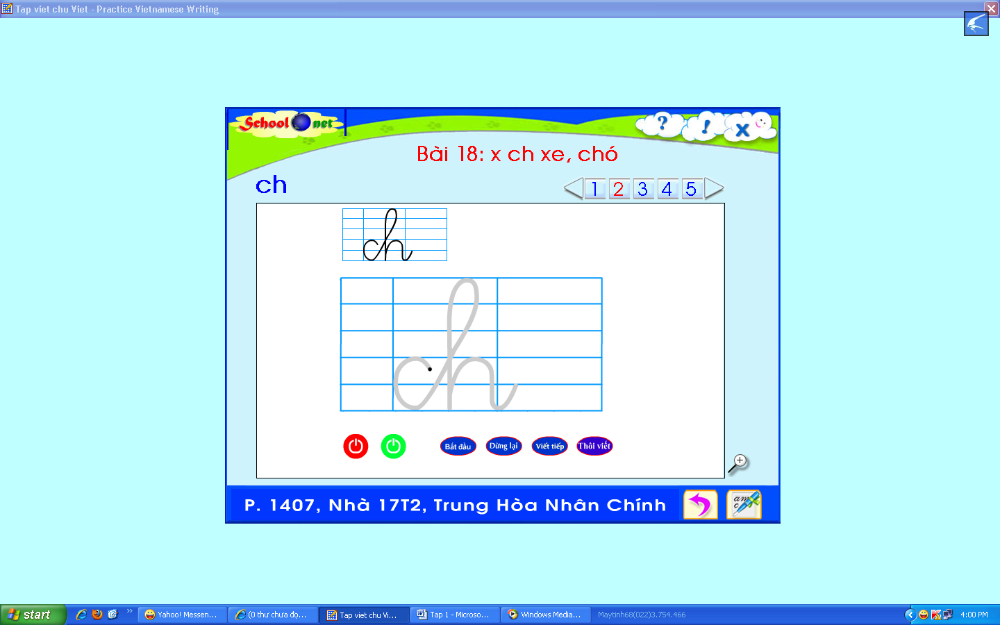 Tap viet chu Viet - Practice Vietnamese Writing
School net
? ! x
Bài 18: x ch xe, chó
ch
1 2 3 4 5
ch
ch
Bắt đầu Dừng lại Viết tiếp Thôi viết
P. 1407, Nhà 17T2, Trung Hòa Nhân Chính
start
Yahoo! Messen...
(0 thư chưa đọ...
Tap viet chu Vi...
Tap 1 - Microso...
Windows Media...
Maytinh68(022)3.754.466
4:00 PM